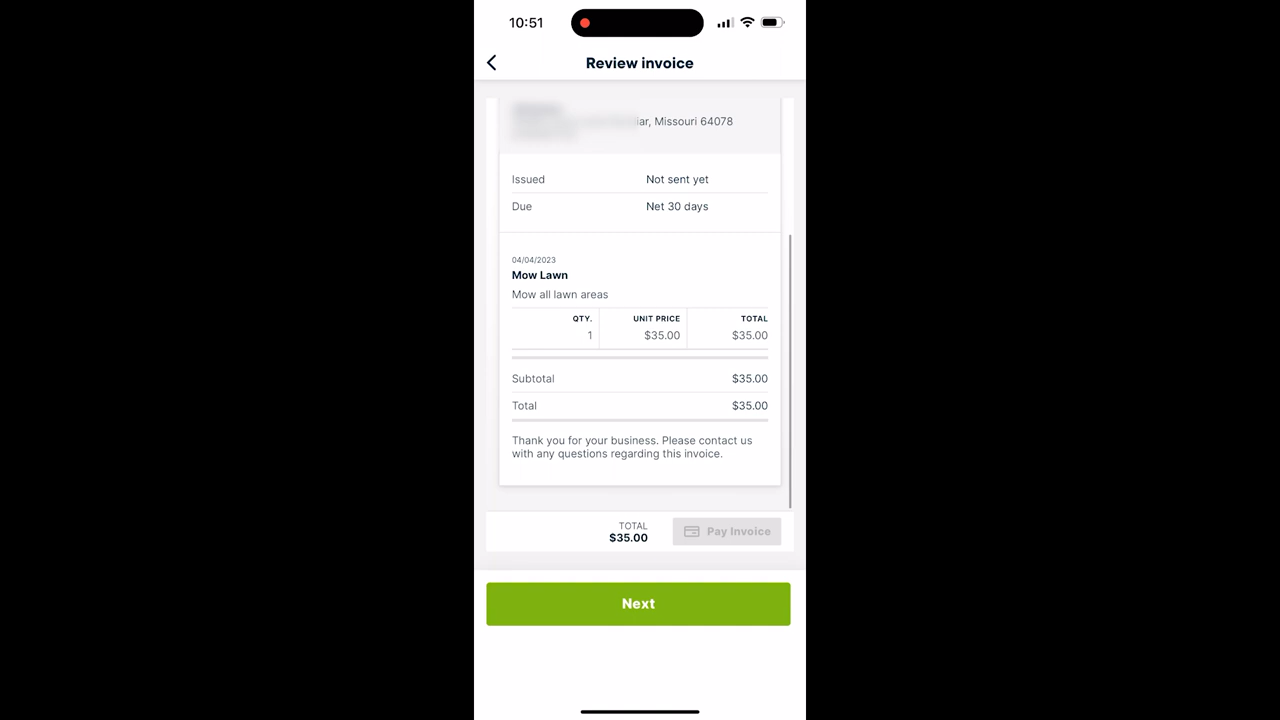 10:51
Review invoice
Missouri 64078
Issued Not sent yet
Due Net 30 days
04/04/2023
Mow Lawn
Mow all lawn areas
QTY. UNIT PRICE TOTAL
1 $35.00 $35.00
Subtotal $35.00
Total $35.00
Thank you for your business. Please contact us
with any questions regarding this invoice.
TOTAL
$35.00
Pay Invoice
Next